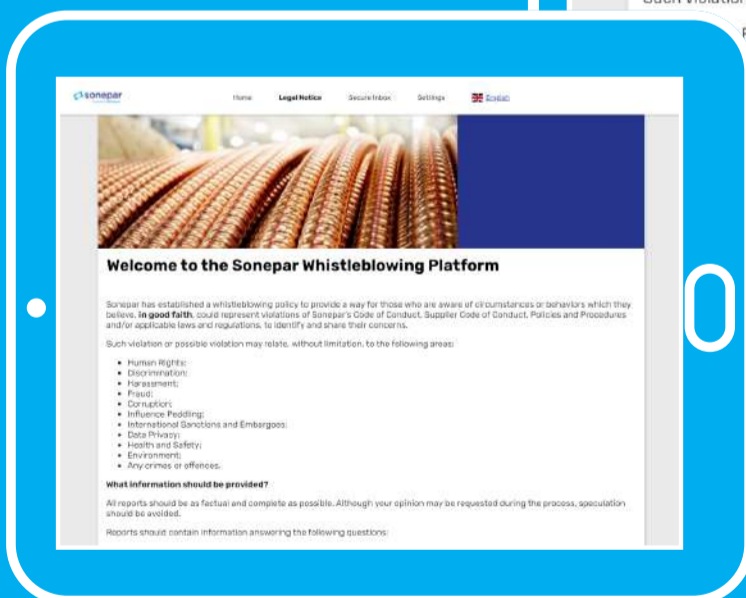 Such violation
sonepar
Home Legal Notice Secure Inbox Settings English
Welcome to the Sonepar Whistleblowing Platform
Sonepar has established a whistleblowing policy to provide a way for those who are aware of circumstances or behaviors which they
believe, in good faith, could represent violations of Sonepar's Code of Conduct, Supplier Code of Conduct, Policies and Procedures
and/or applicable laws and regulations, to identify and share their concerns.
Such violation or possible violation may relate, without limitation, to the following areas:
• Human Rights;
• Discrimination;
• Harassment;
• Fraud;
• Corruption;
• Influence Peddling;
• International Sanctions and Embargoes;
• Data Privacy;
• Health and Safety;
• Environment;
• Any crimes or offences.
What information should be provided?
All reports should be as factual and complete as possible. Although your opinion may be requested during the process, speculation
should be avoided.
Reports should contain information answering the following questions: